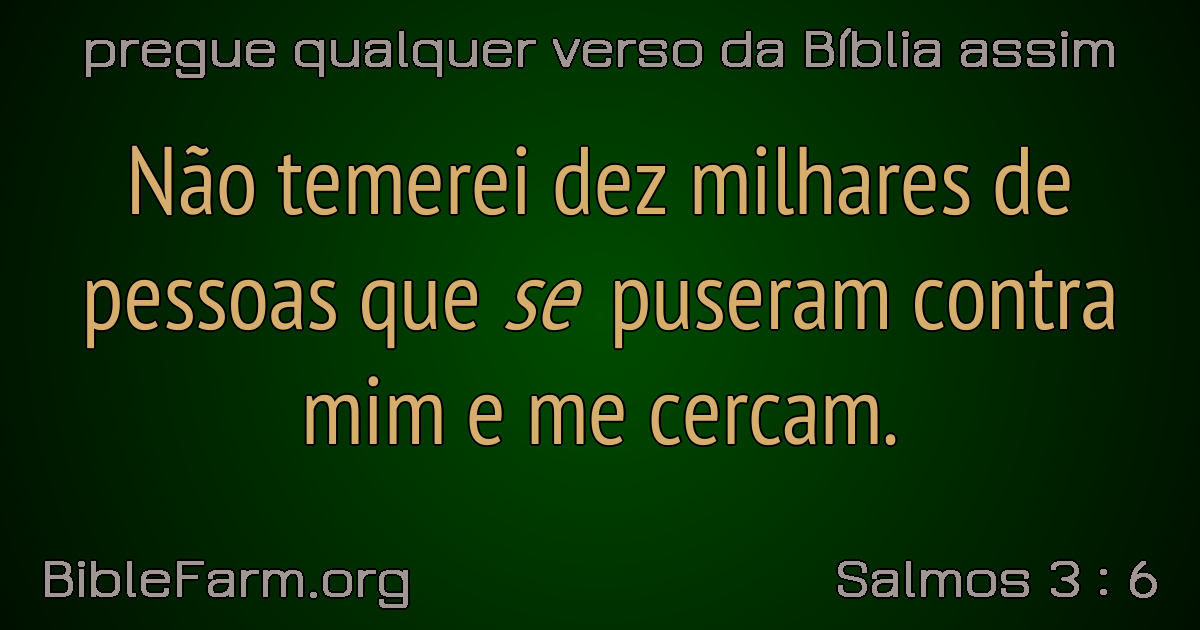 pregue qualquer verso da Bíblia assim
Não temerei dez milhares de
pessoas que se puseram contra
mim e me cercam.
BibleFarm.org
Salmos 3 : 6